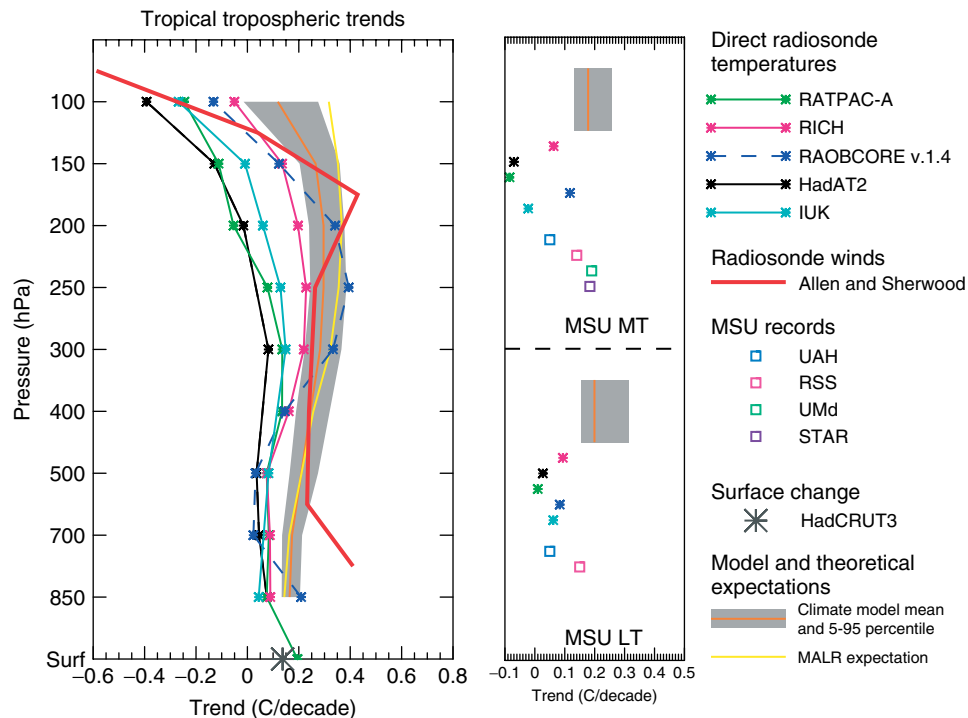 Tropical tropospheric trends
Pressure (hPa)
100
150
200
250
300
400
500
700
850
Surf
−0.6 −0.4 −0.2 0 0.2 0.4 0.6 0.8
Trend (C/decade)
MSU MT
MSU LT
−0.1 0 0.1 0.2 0.3 0.4 0.5
Trend (C/decade)
Direct radiosonde
temperatures
RATPAC-A
RICH
RAOBCORE v.1.4
HadAT2
IUK
Radiosonde winds
Allen and Sherwood
MSU records
UAH
RSS
UMd
STAR
Surface change
HadCRUT3
Model and theoretical
expectations
Climate model mean
and 5-95 percentile
MALR expectation